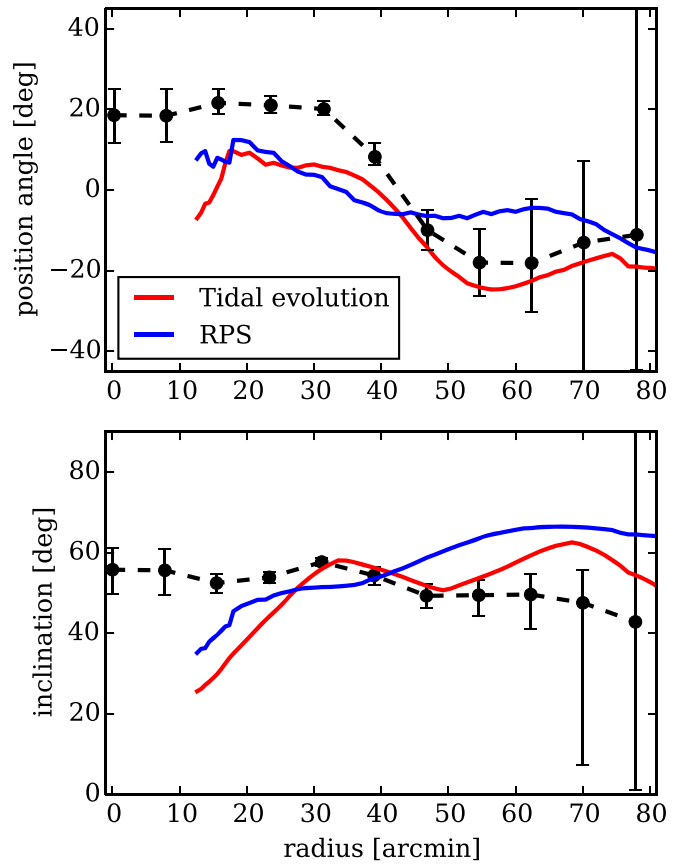 40
20
0
−20
−40
position angle [deg]
Tidal evolution
RPS
0 10 20 30 40 50 60 70 80
80
60
40
20
0
inclination [deg]
0 10 20 30 40 50 60 70 80
radius [arcmin]